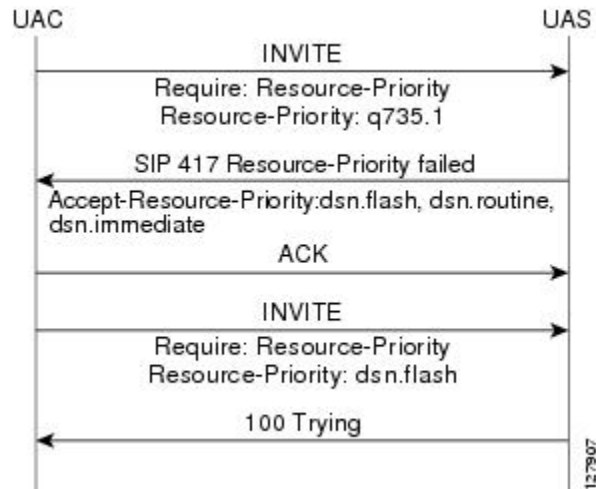 UAC UAS
INVITE
Require: Resource-Priority
Resource-Priority: q735.1
SIP 417 Resource-Priority failed
Accept-Resource-Priority:dsn.flash, dsn.routine,
dsn.immediate
ACK
INVITE
Require: Resource-Priority
Resource-Priority: dsn.flash
100 Trying
127907